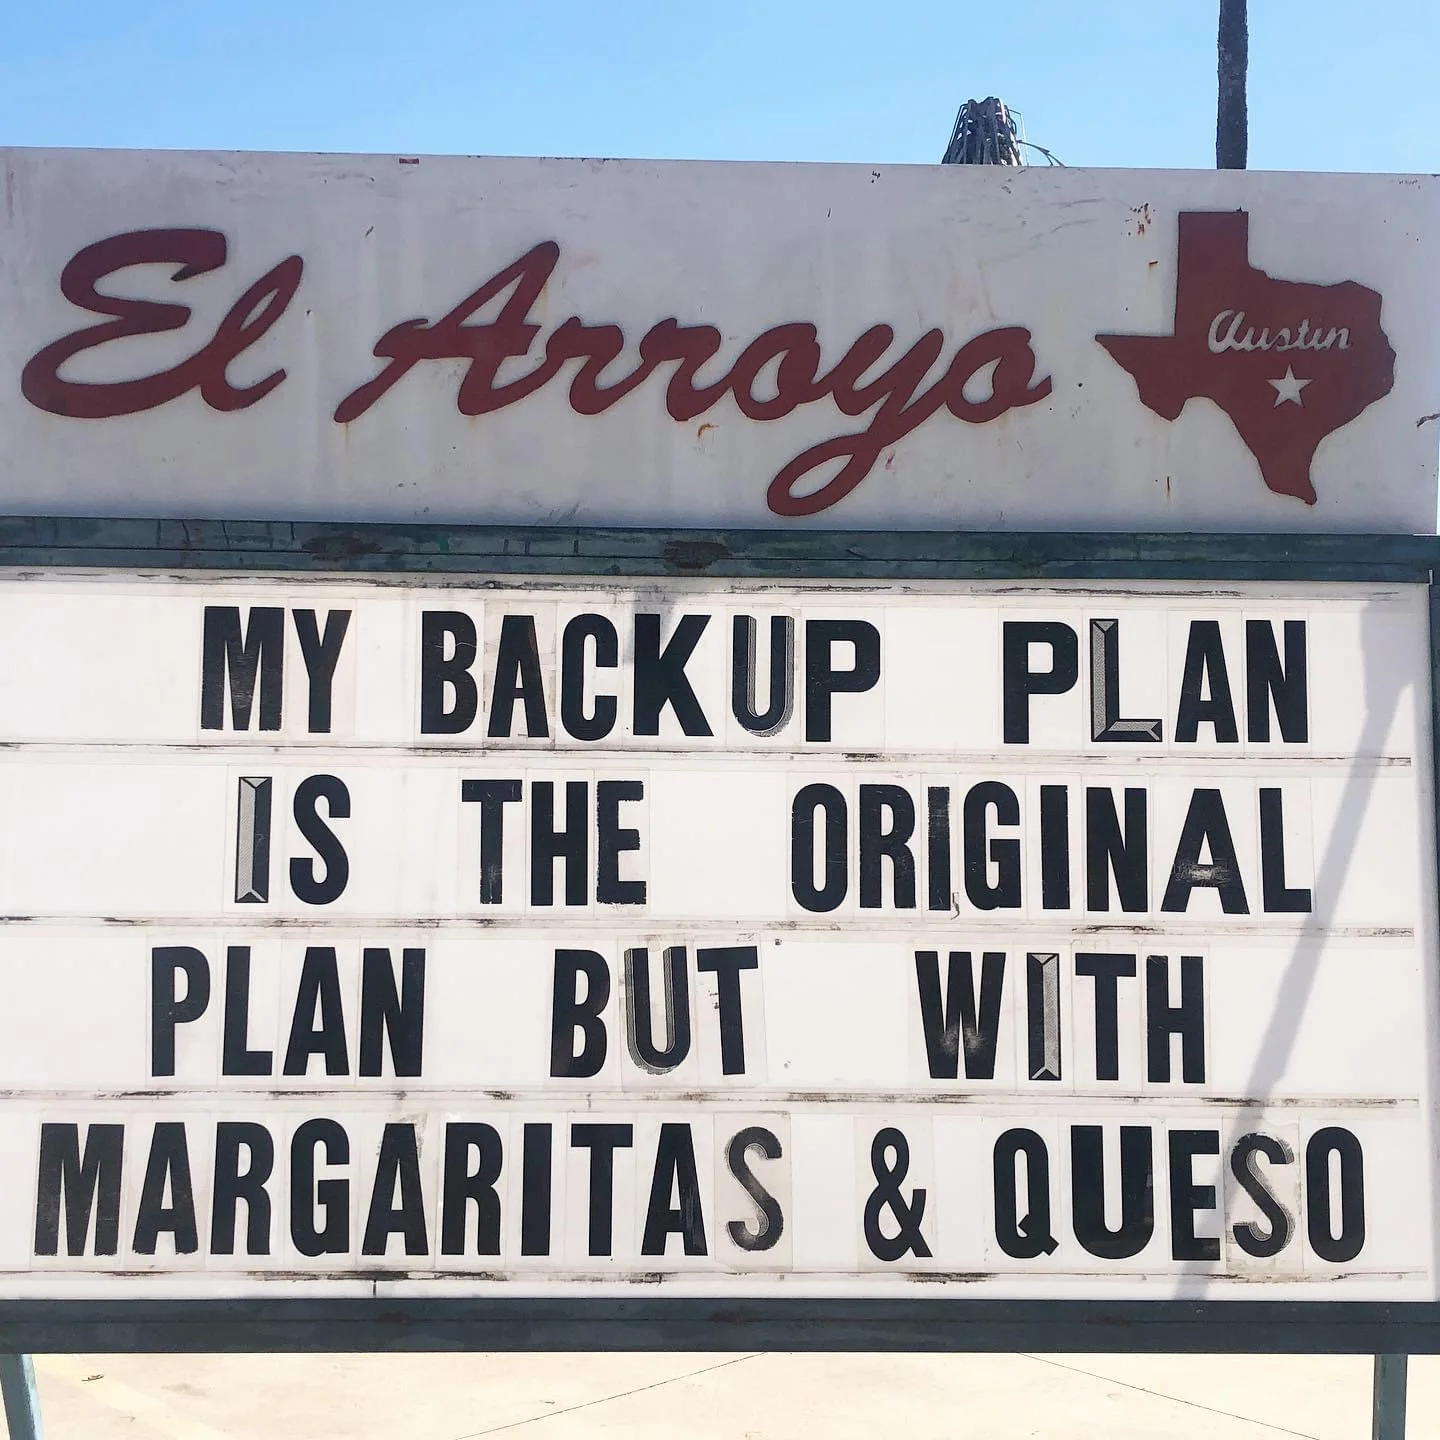 El Arroyo
Austin
MY BACKUP PLAN
IS THE ORIGINAL
PLAN BUT WITH
MARGARITAS & QUESO